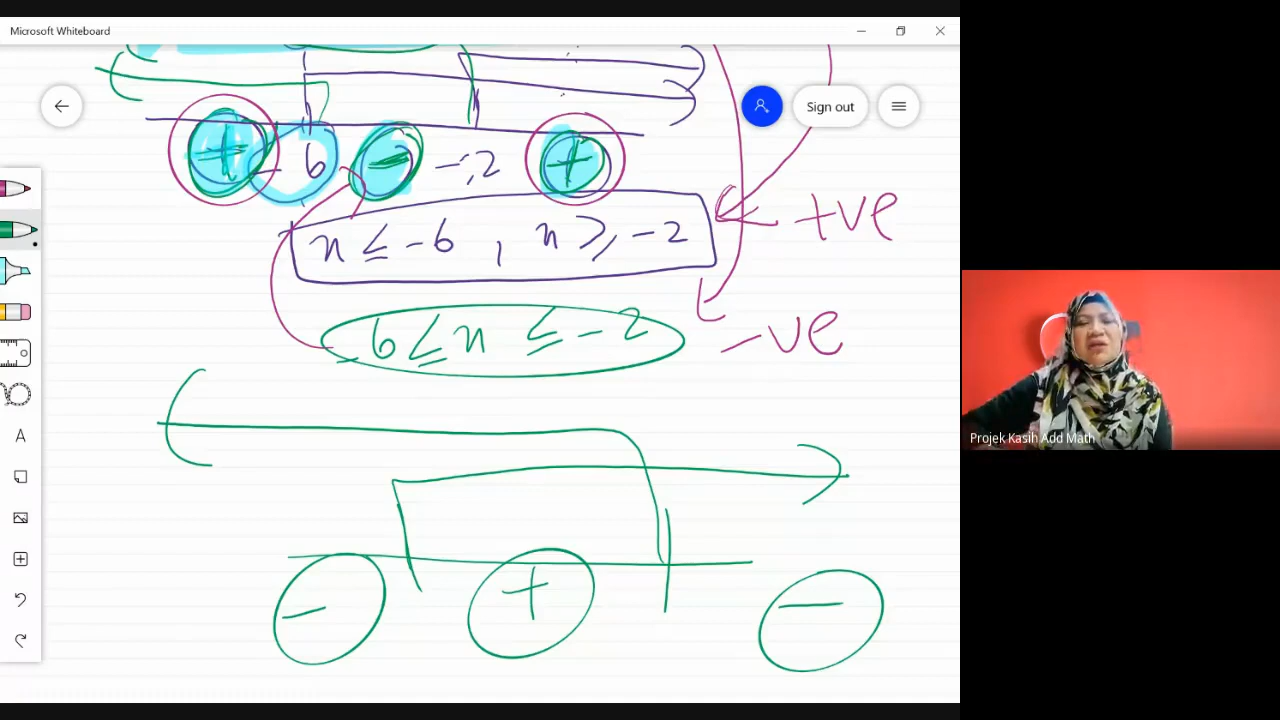 Microsoft Whiteboard
Sign out
+ -6 - -2 +
x ≤ -6 , x ≥ -2
+ve
-6 ≤ x ≤ -2
-ve
A
Projek Kasih Add Math
- + -